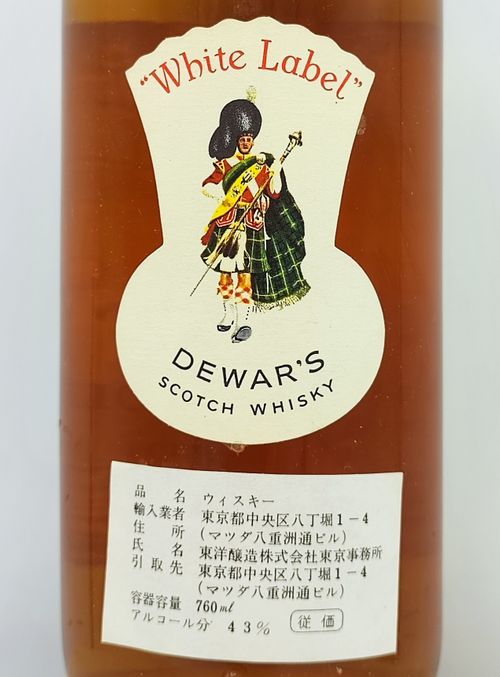 “White Label”
DEWAR'S
SCOTCH WHISKY
品 名 ウィスキー
輸入業者 東京都中央区八丁堀1-4
住 所 (マツダ八重洲通ビル)
氏 名 東洋醸造株式会社東京事務所
引取先 東京都中央区八丁堀1-4
(マツダ八重洲通ビル)
容器容量 760ml
アルコール分 43% 従価